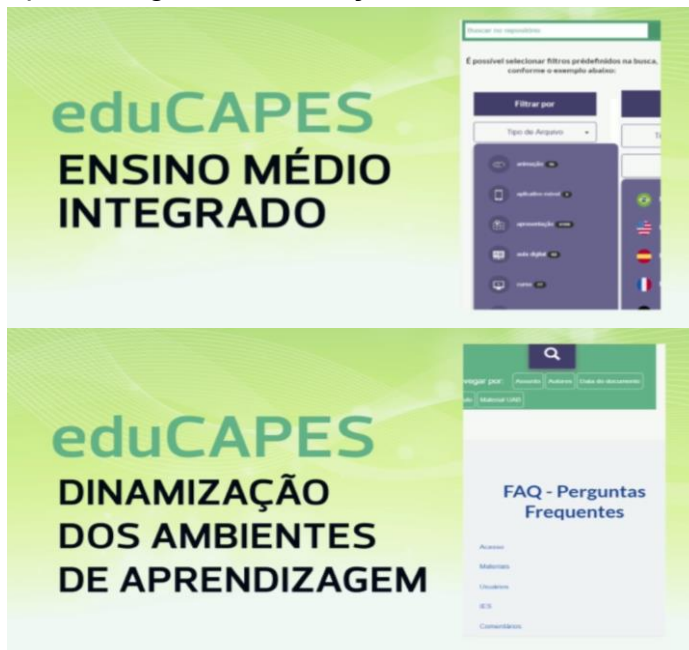 eduCAPES
ENSINO MÉDIO
INTEGRADO
Buscar no repositório
É possível selecionar filtros prédefinidos na busca,
conforme o exemplo abaixo:
Filtrar por
Tipo de Arquivo
animação
aplicativo móvel
apresentação
aula digital
curso
eduCAPES
DINAMIZAÇÃO
DOS AMBIENTES
DE APRENDIZAGEM
vegar por: Assunto Autores Data do documento
Material UAB
FAQ - Perguntas
Frequentes
Acesso
Materiais
Usuários
IES
Comentários